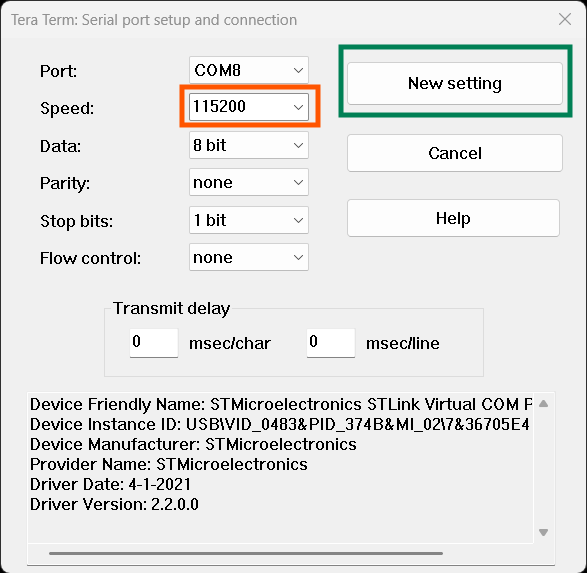 Tera Term: Serial port setup and connection
Port: COM8 New setting
Speed: 115200
Data: 8 bit Cancel
Parity: none
Stop bits: 1 bit Help
Flow control: none
Transmit delay
0 msec/char 0 msec/line
Device Friendly Name: STMicroelectronics STLink Virtual COM P
Device Instance ID: USB\VID_0483&PID_374B&MI_02\7&36705E4
Device Manufacturer: STMicroelectronics
Provider Name: STMicroelectronics
Driver Date: 4-1-2021
Driver Version: 2.2.0.0